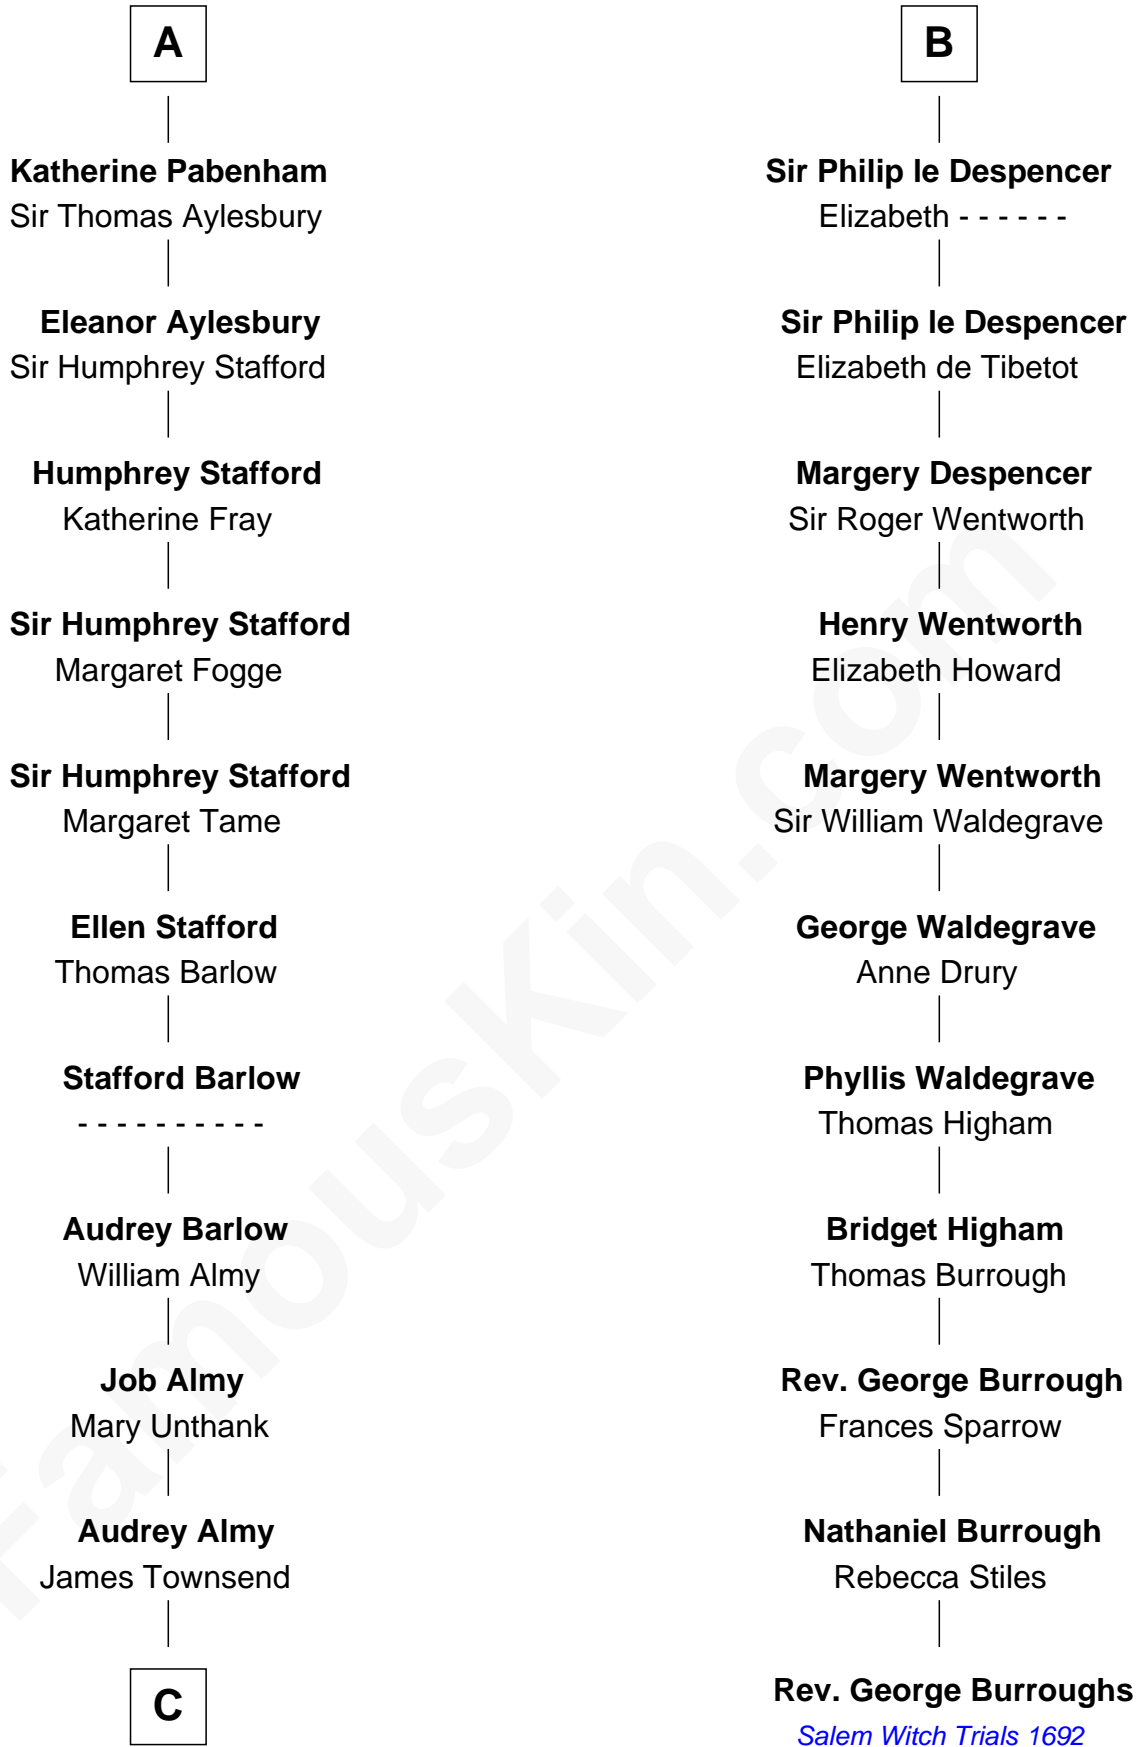 A
Katherine Pabenham
Sir Thomas Aylesbury
Eleanor Aylesbury
Sir Humphrey Stafford
Humphrey Stafford
Katherine Fray
Sir Humphrey Stafford
Margaret Fogge
Sir Humphrey Stafford
Margaret Tame
Ellen Stafford
Thomas Barlow
Stafford Barlow
- - - - - - - - - -
Audrey Barlow
William Almy
Job Almy
Mary Unthank
Audrey Almy
James Townsend
C
B
Sir Philip le Despencer
Elizabeth - - - - - -
Sir Philip le Despencer
Elizabeth de Tibetot
Margery Despencer
Sir Roger Wentworth
Henry Wentworth
Elizabeth Howard
Margery Wentworth
Sir William Waldegrave
George Waldegrave
Anne Drury
Phyllis Waldegrave
Thomas Higham
Bridget Higham
Thomas Burrough
Rev. George Burrough
Frances Sparrow
Nathaniel Burrough
Rebecca Stiles
Rev. George Burroughs
Salem Witch Trials 1692
FamousKin.com